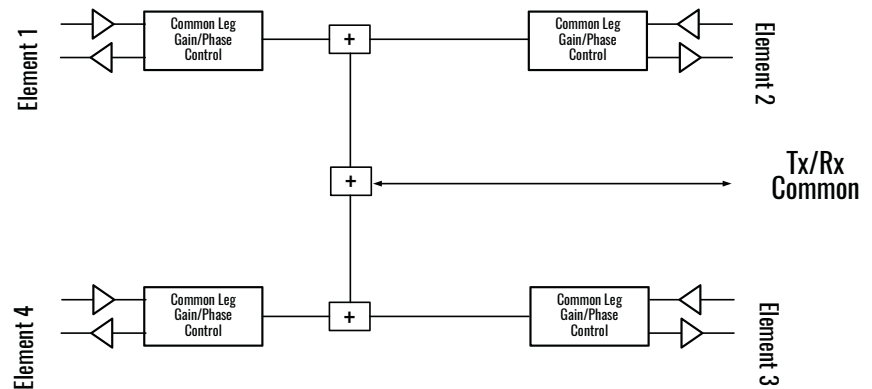 Element 1
Common Leg
Gain/Phase
Control
+
Common Leg
Gain/Phase
Control
Element 2
+
Tx/Rx
Common
Element 4
Common Leg
Gain/Phase
Control
+
Common Leg
Gain/Phase
Control
Element 3